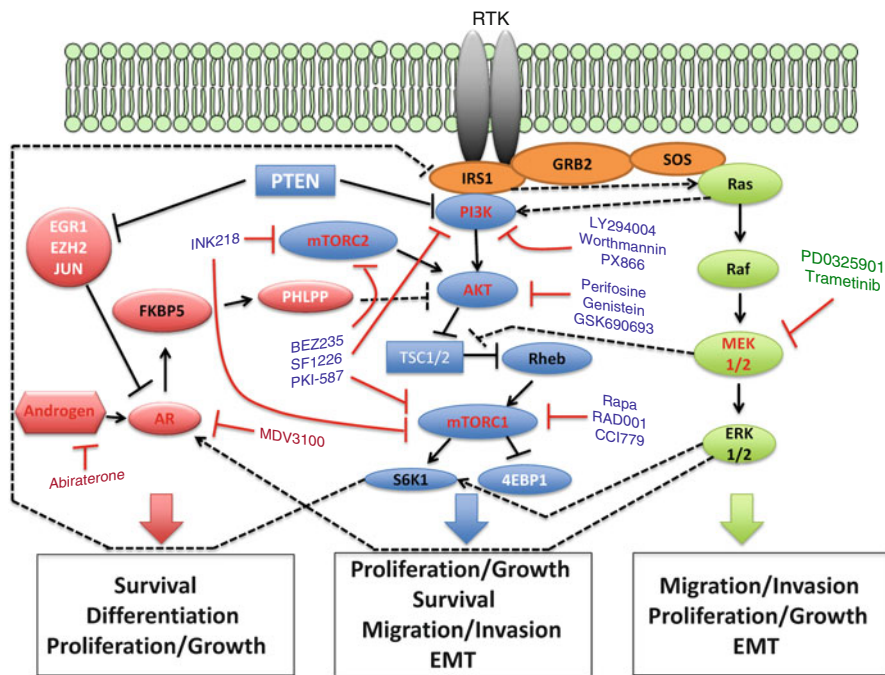 RTK
IRS1
GRB2
SOS
Ras
PTEN
PI3K
EGR1
EZH2
JUN
INK218
mTORC2
LY294004
Worthmannin
PX866
Raf
PD0325901
Trametinib
FKBP5
PHLPP
AKT
Perifosine
Genistein
GSK690693
BEZ235
SF1226
PKI-587
TSC1/2
Rheb
MEK
1/2
Androgen
AR
MDV3100
mTORC1
Rapa
RAD001
CCI779
ERK
1/2
Abiraterone
S6K1
4EBP1
Survival
Differentiation
Proliferation/Growth
Proliferation/Growth
Survival
Migration/Invasion
EMT
Migration/Invasion
Proliferation/Growth
EMT